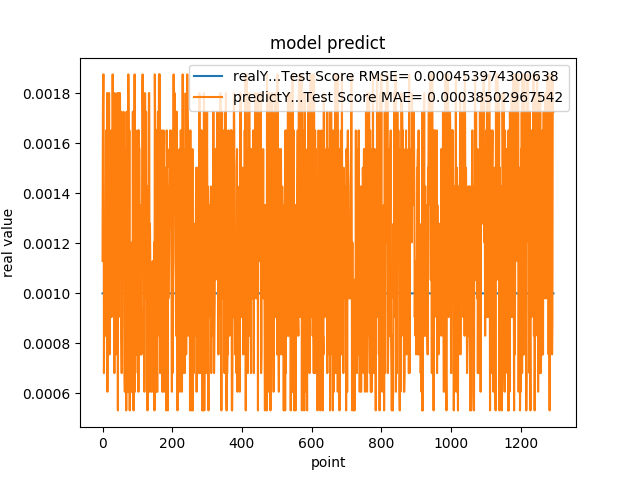 model predict
realY...Test Score RMSE= 0.000453974300638
predictY...Test Score MAE= 0.00038502967542
0.0018
0.0016
0.0014
0.0012
0.0010
0.0008
0.0006
real value
0 200 400 600 800 1000 1200
point